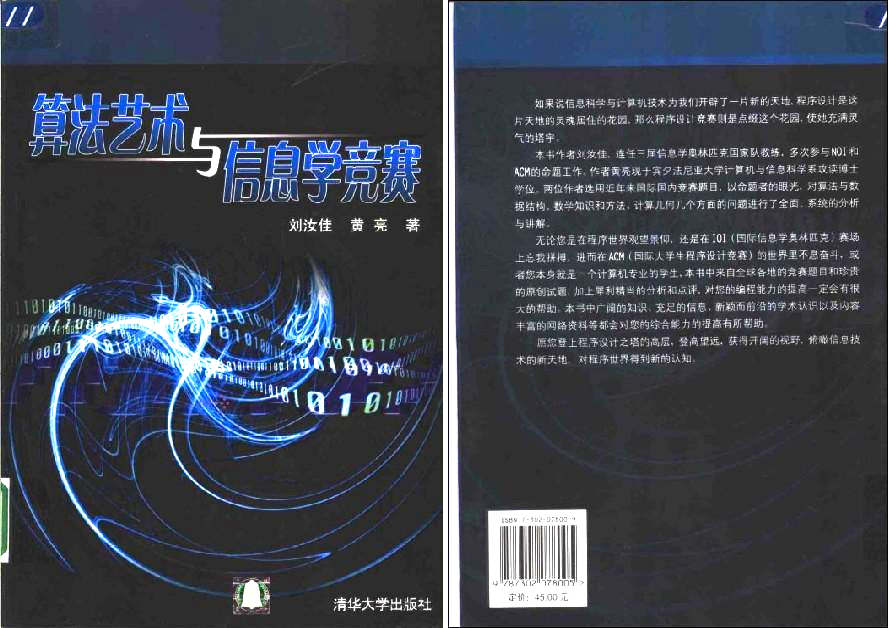 算法艺术
与
信息学竞赛
刘汝佳 黄亮 著
清华大学出版社
如果说信息科学与计算机技术为我们开辟了一片新的天地，程序设计是这
片天地的灵魂居住的花园，那么程序设计竞赛则是点缀这个花园，使她充满灵
气的塔宇。
本书作者刘汝佳，连任三届信息学奥林匹克国家队教练，多次参与NOI和
ACM的命题工作，作者黄亮现于宾夕法尼亚大学计算机与信息科学系攻读博士
学位。两位作者选用近年来国际国内竞赛题目，以命题者的眼光，对算法与数
据结构，数学知识和方法，计算几何几个方面的问题进行了全面、系统的分析
与讲解。
无论您是在程序世界观望景仰，还是在IOI（国际信息学奥林匹克）赛场
上忘我拼搏，进而在ACM（国际大学生程序设计竞赛）的世界里不息奋斗，或
者您本身就是一个计算机专业的学生，本书中来自全球各地的竞赛题目和珍贵
的原创试题，加上犀利精当的分析和点评，对您的编程能力的提高一定会有很
大的帮助。本书中广阔的知识、充足的信息、新颖而前沿的学术认识以及内容
丰富的网络资料等都会对您的综合能力的提高有所帮助。
愿您登上程序设计之塔的高层，登高望远，获得开阔的视野，俯瞰信息技
术的新天地，对程序世界得到新的认知。
ISBN 7-302-07800-9
9 787302 078005 >
定价：45.00元